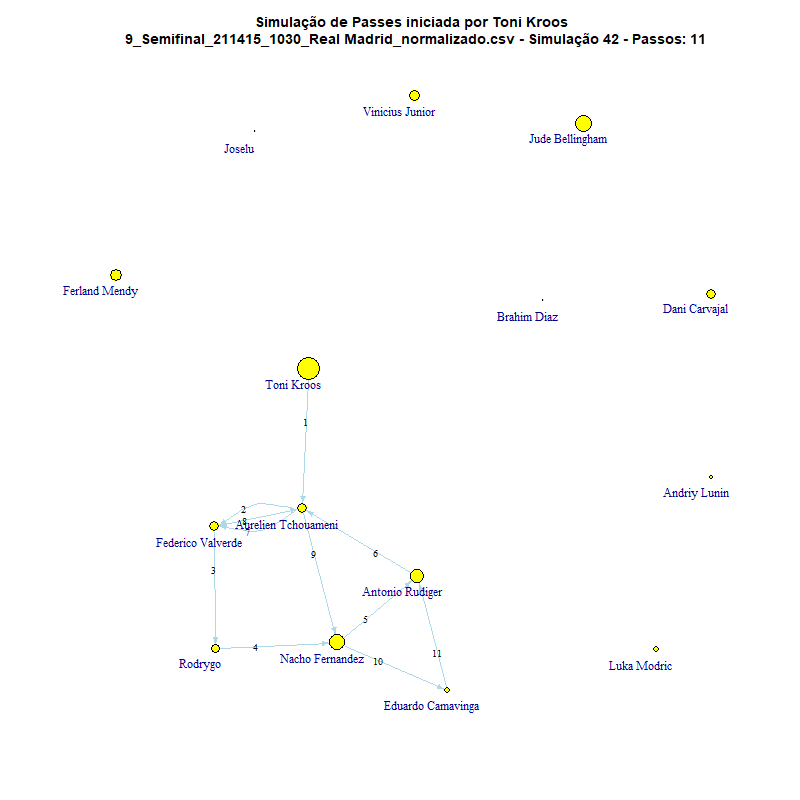 Simulação de Passes iniciada por Toni Kroos
9_Semifinal_211415_1030_Real Madrid_normalizado.csv - Simulação 42 - Passos: 11
Vinicius Junior
Jude Bellingham
Joselu
Ferland Mendy
Dani Carvajal
Brahim Diaz
Toni Kroos
1
Andriy Lunin
2
8
Aurelien Tchouameni
7
Federico Valverde
9
6
3
Antonio Rudiger
5
4
Nacho Fernandez
11
10
Rodrygo
Luka Modric
Eduardo Camavinga